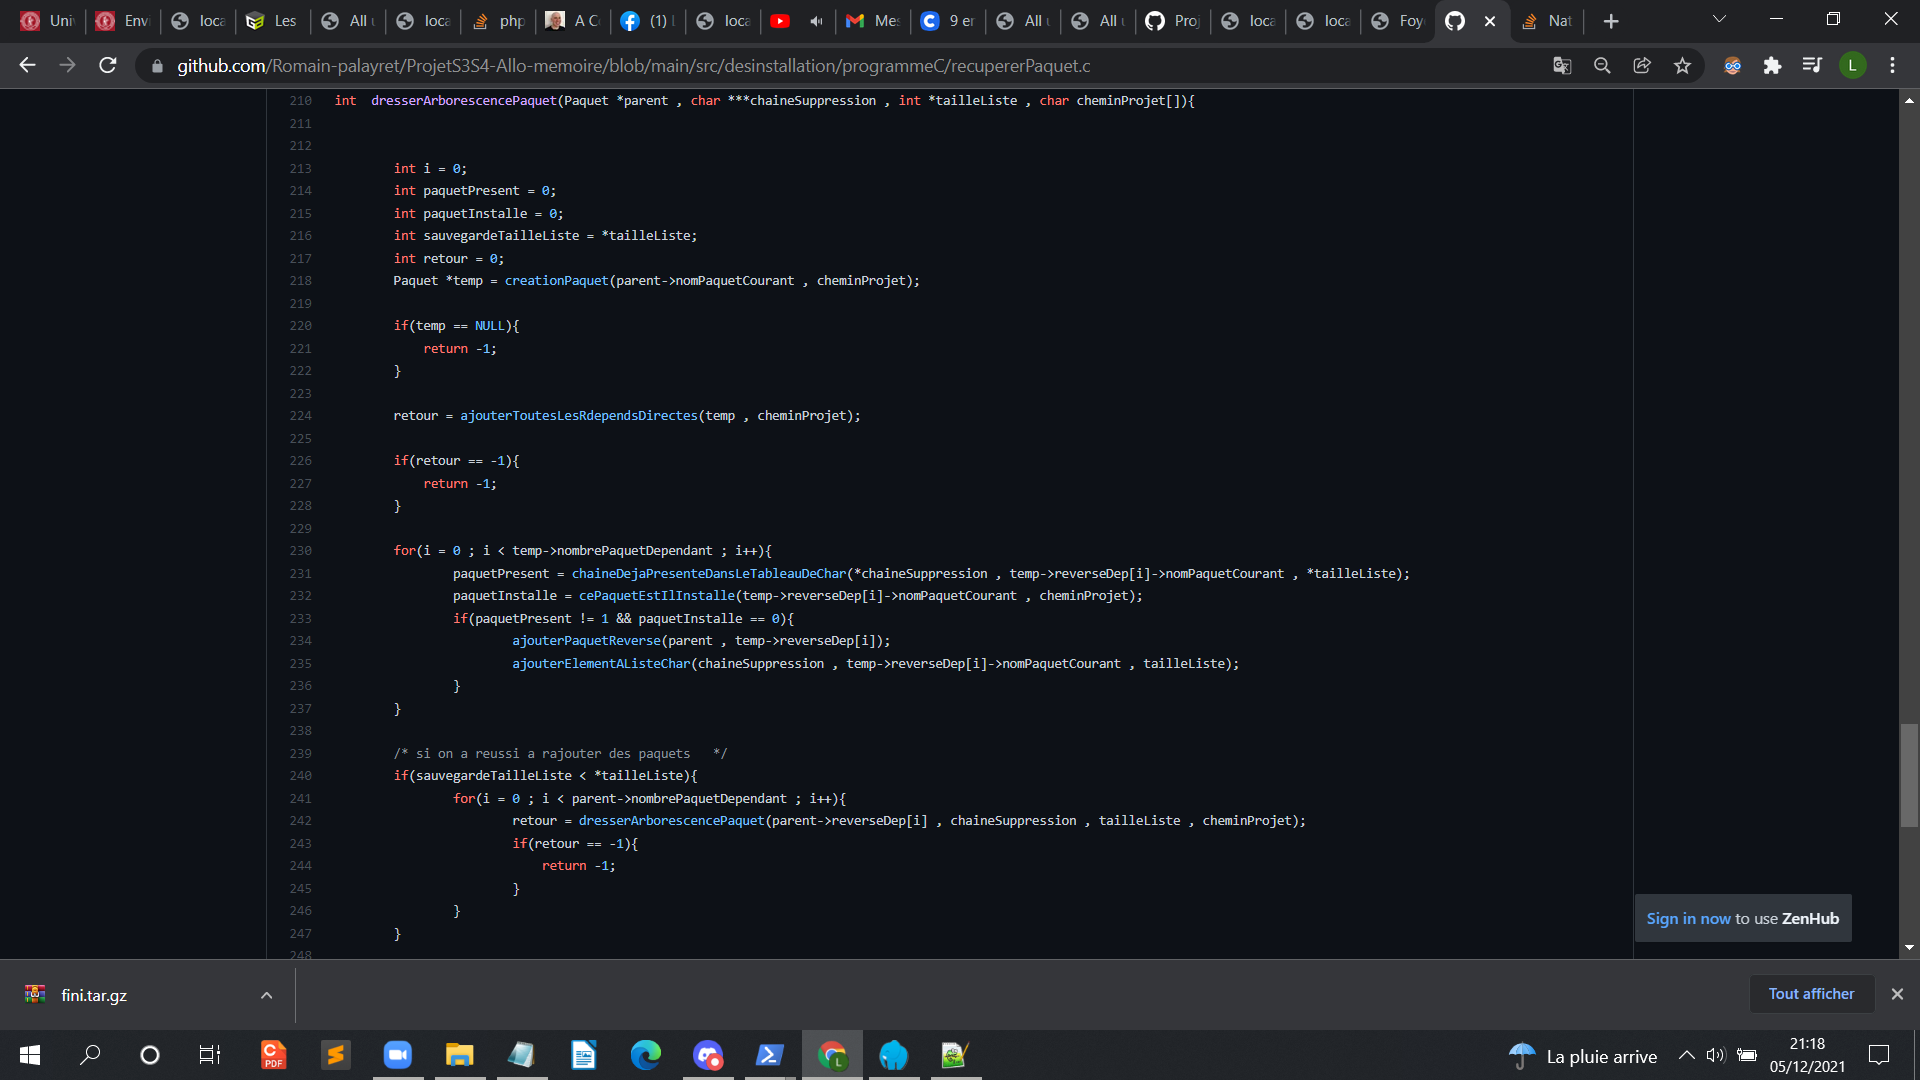 Uni
Envi
loca
Les
All u
loca
php
A C
(1)
loca
Mes
9 er
All u
All u
Proj
loca
loca
Foy
Nat
github.com/Romain-palayret/ProjetS3S4-Allo-memoire/blob/main/src/desinstallation/programmeC/recupererPaquet.c
L
210 int dresserArborescencePaquet(Paquet *parent , char ***chaineSuppression , int *tailleListe , char cheminProjet[]){
211
212
213 int i = 0;
214 int paquetPresent = 0;
215 int paquetInstalle = 0;
216 int sauvegardeTailleListe = *tailleListe;
217 int retour = 0;
218 Paquet *temp = creationPaquet(parent->nomPaquetCourant , cheminProjet);
219
220 if(temp == NULL){
221 return -1;
222 }
223
224 retour = ajouterToutesLesRdependsDirectes(temp , cheminProjet);
225
226 if(retour == -1){
227 return -1;
228 }
229
230 for(i = 0 ; i < temp->nombrePaquetDependant ; i++){
231 paquetPresent = chaineDejaPresenteDansLeTableauDeChar(*chaineSuppression , temp->reverseDep[i]->nomPaquetCourant , *tailleListe);
232 paquetInstalle = cePaquetEstIlInstalle(temp->reverseDep[i]->nomPaquetCourant , cheminProjet);
233 if(paquetPresent != 1 && paquetInstalle == 0){
234 ajouterPaquetReverse(parent , temp->reverseDep[i]);
235 ajouterElementAListeChar(chaineSuppression , temp->reverseDep[i]->nomPaquetCourant , tailleListe);
236 }
237 }
238
239 /* si on a reussi a rajouter des paquets */
240 if(sauvegardeTailleListe < *tailleListe){
241 for(i = 0 ; i < parent->nombrePaquetDependant ; i++){
242 retour = dresserArborescencePaquet(parent->reverseDep[i] , chaineSuppression , tailleListe , cheminProjet);
243 if(retour == -1){
244 return -1;
245 }
246 }
247 }
248
Sign in now to use ZenHub
fini.tar.gz
Tout afficher
La pluie arrive
21:18
05/12/2021